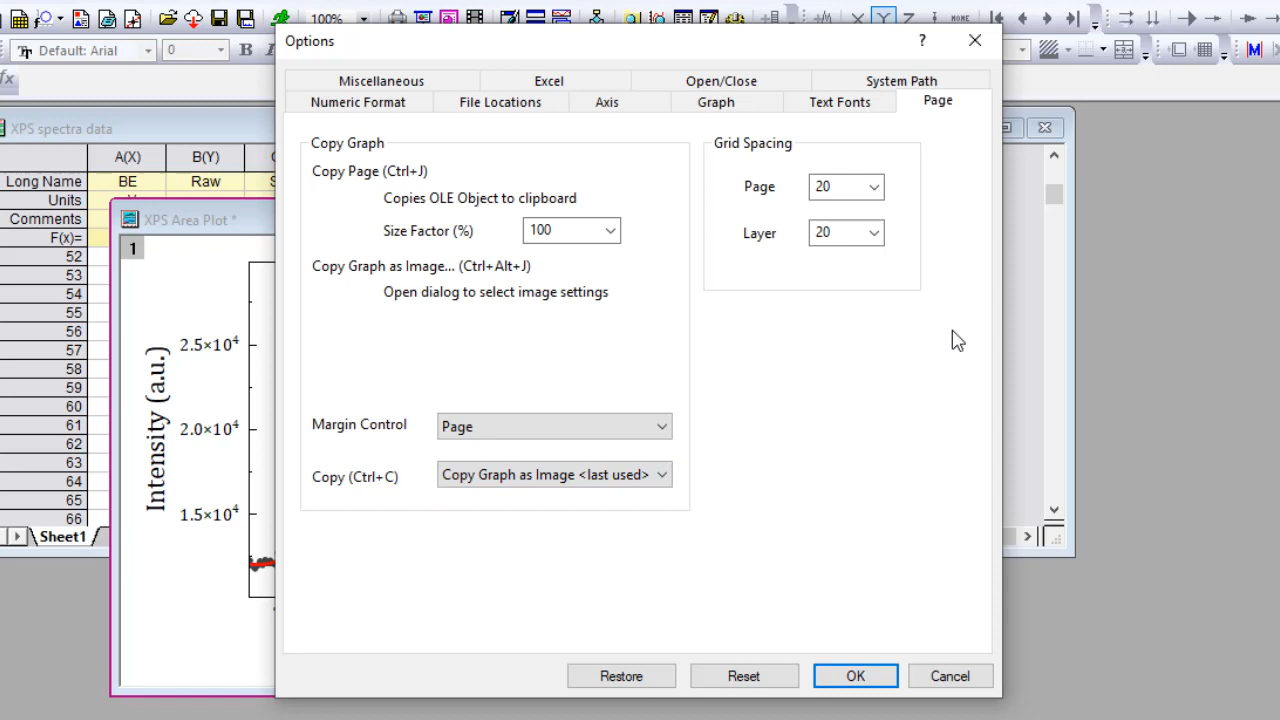 100%
Default: Arial
0
B
I
NONE
M
fx
Options
?
Miscellaneous
Excel
Open/Close
System Path
Numeric Format
File Locations
Axis
Graph
Text Fonts
Page
XPS spectra data
A(X)
B(Y)
Long Name
BE
Raw
Units
Comments
F(x)=
52
53
54
55
56
57
58
59
60
61
62
63
64
65
66
Sheet1
XPS Area Plot *
1
Intensity (a.u.)
2.5×10⁴
2.0×10⁴
1.5×10⁴
Copy Graph
Copy Page (Ctrl+J)
Copies OLE Object to clipboard
Size Factor (%)
100
Copy Graph as Image... (Ctrl+Alt+J)
Open dialog to select image settings
Margin Control
Page
Copy (Ctrl+C)
Copy Graph as Image <last used>
Grid Spacing
Page
20
Layer
20
Restore
Reset
OK
Cancel